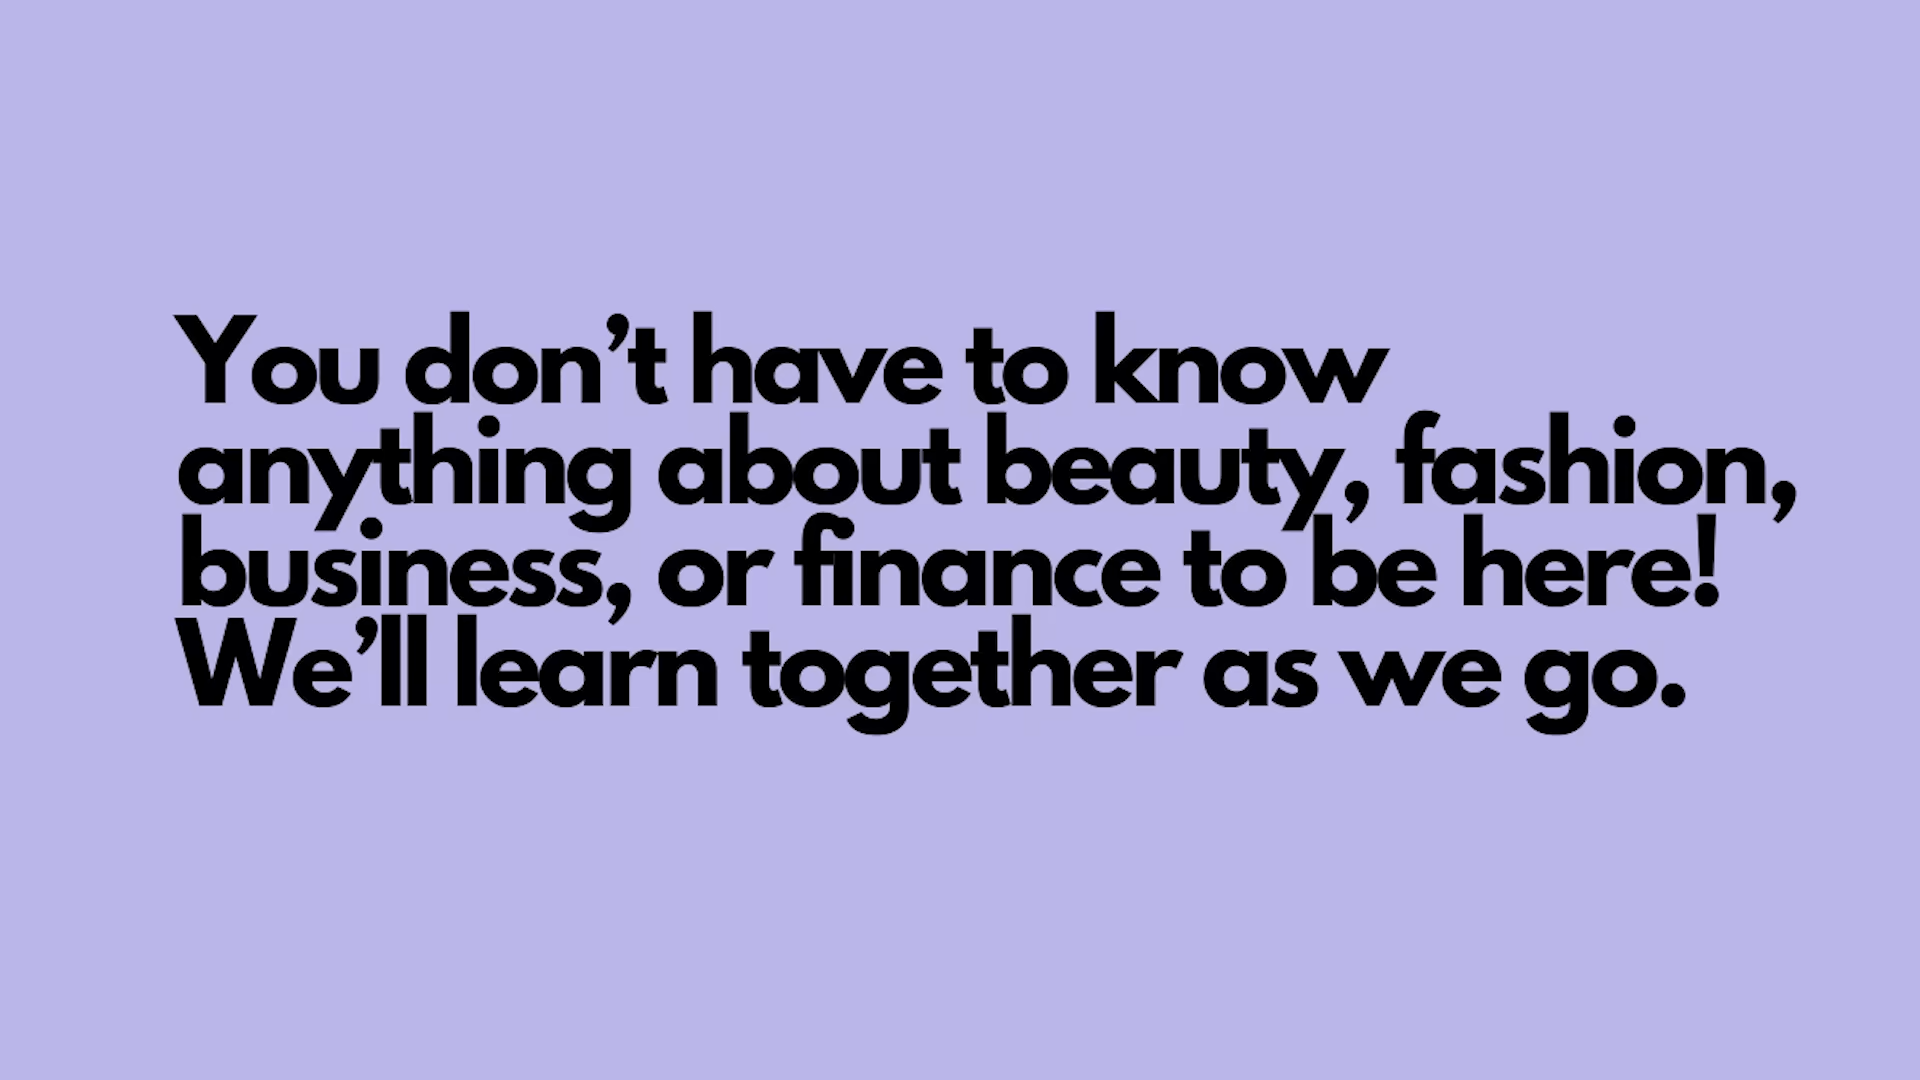 You don’t have to know
anything about beauty, fashion,
business, or finance to be here!
We’ll learn together as we go.